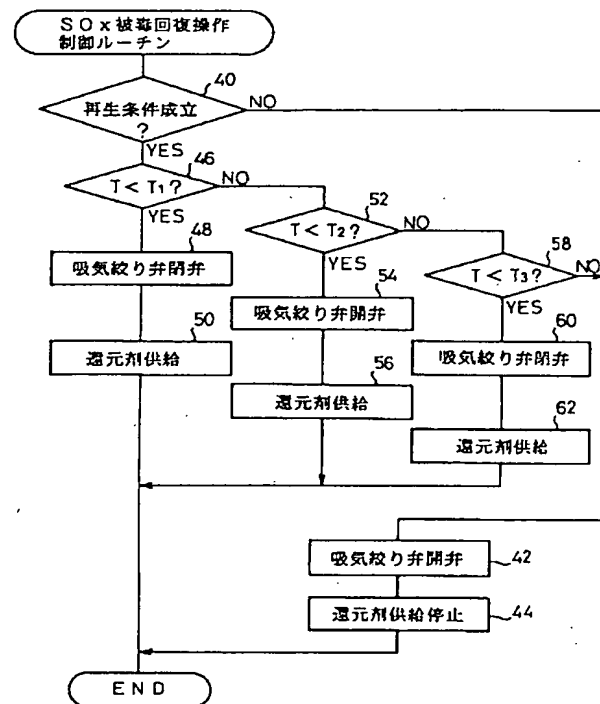 SOx被毒回復操作
制御ルーチン
40
再生条件成立
?
NO
YES
46
T<T1?
NO
YES
52
T<T2?
NO
YES
58
T<T3?
NO
YES
48
吸気絞り弁閉弁
54
吸気絞り弁開弁
60
吸気絞り弁閉弁
50
還元剤供給
56
還元剤供給
62
還元剤供給
吸気絞り弁開弁
42
還元剤供給停止
44
END